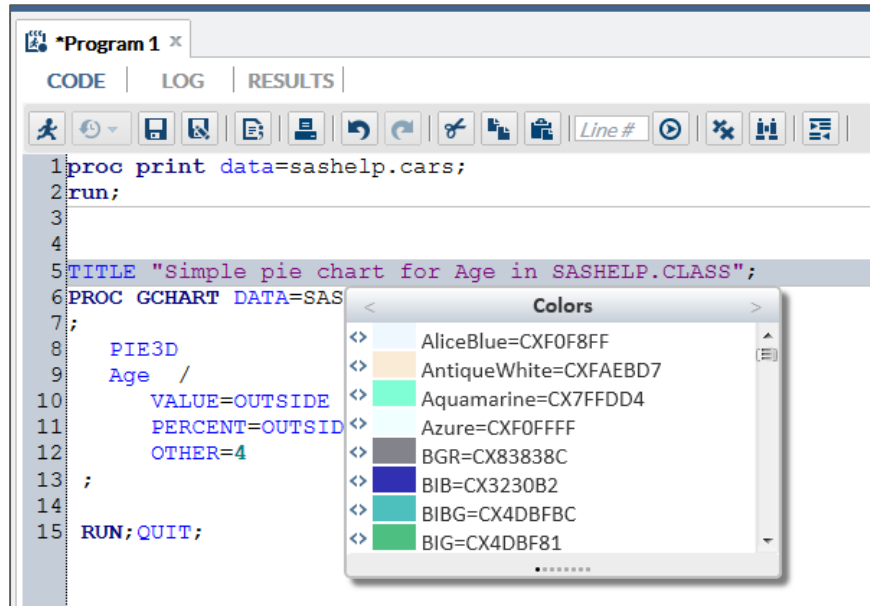 *Program 1 ×
CODE LOG RESULTS
Line #
1 proc print data=sashelp.cars;
2 run;
3
4
5 TITLE "Simple pie chart for Age in SASHELP.CLASS";
6 PROC GCHART DATA=SAS
7 ;
8 PIE3D
9 Age /
10 VALUE=OUTSIDE
11 PERCENT=OUTSID
12 OTHER=4
13 ;
14
15 RUN;QUIT;
< Colors >
<> AliceBlue=CXF0F8FF
<> AntiqueWhite=CXFAEBD7
<> Aquamarine=CX7FFDD4
<> Azure=CXF0FFFF
<> BGR=CX83838C
<> BIB=CX3230B2
<> BIBG=CX4DBFBC
<> BIG=CX4DBF81